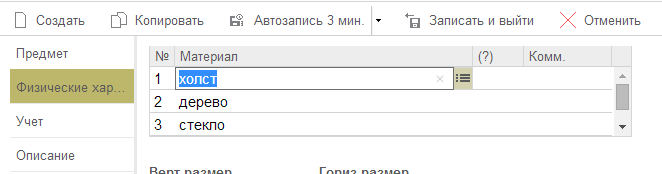 Создать Копировать Автозапись 3 мин. Записать и выйти Отменить
Предмет
Физические хар...
Учет
Описание
№ Материал (?) Комм.
1 холст
2 дерево
3 стекло
Верт размер Гориз размер